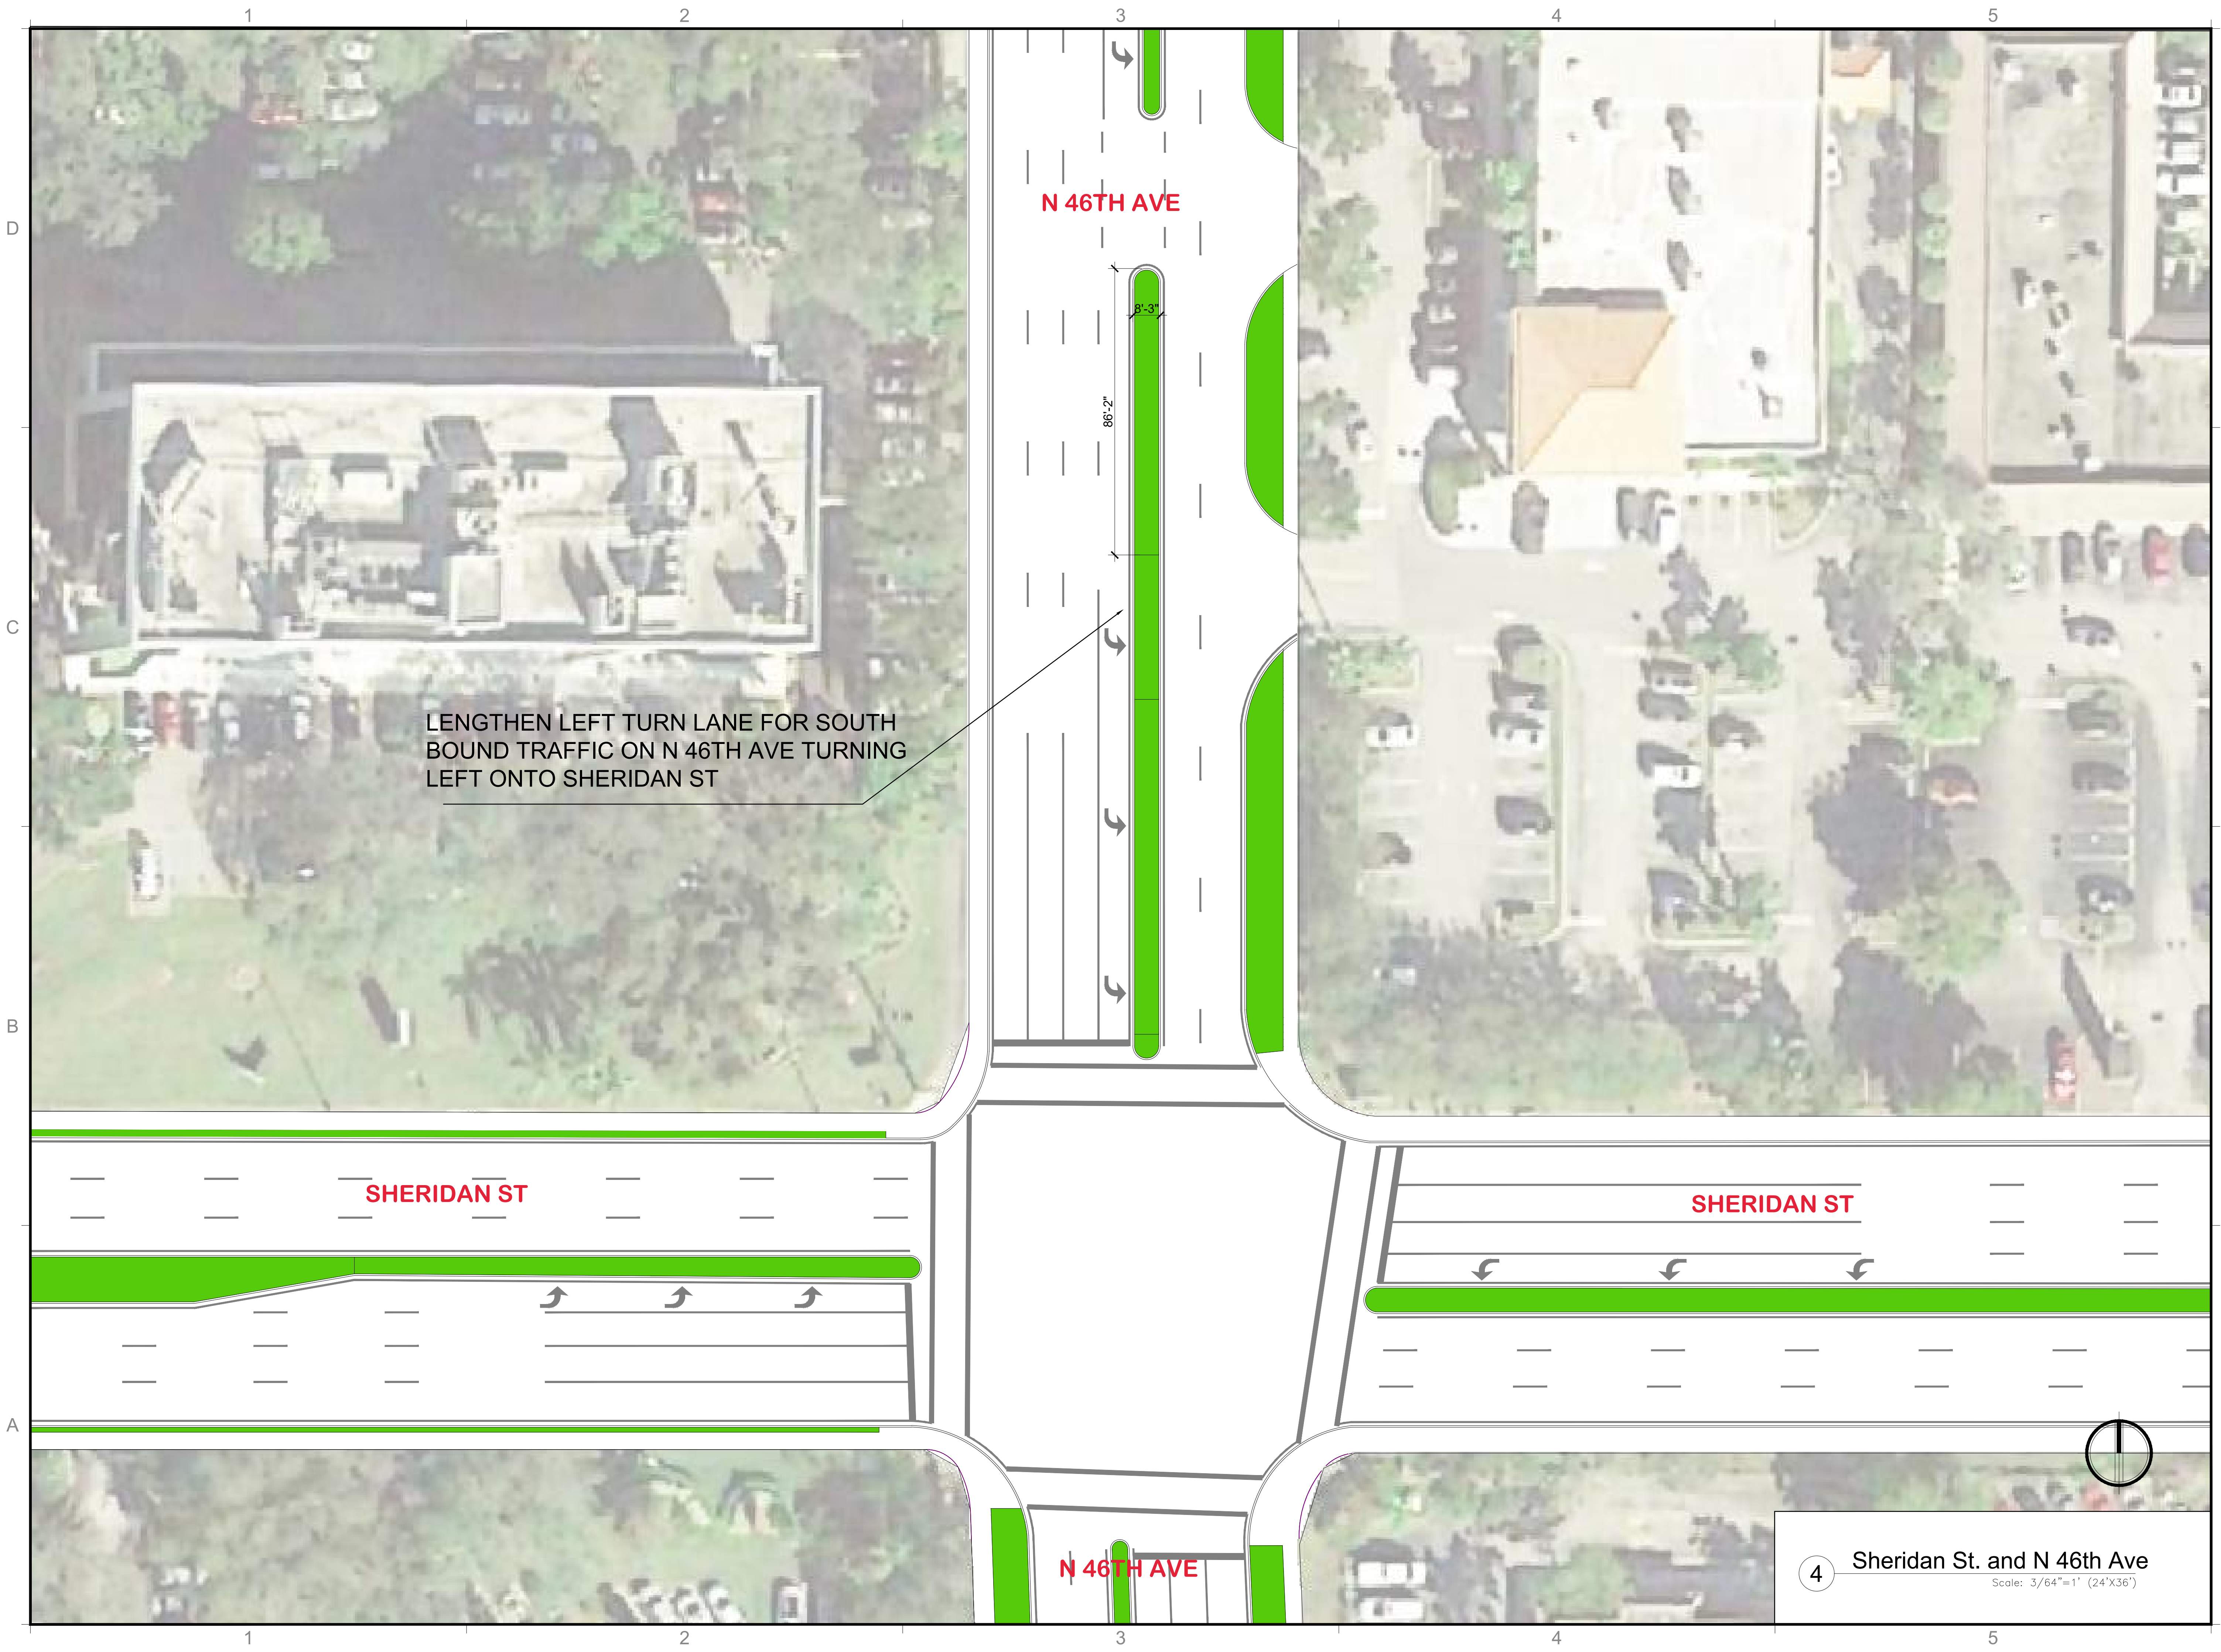 1 2 3 4 5
N 46TH AVE
D
8'-3"
86'-2"
C
LENGTHEN LEFT TURN LANE FOR SOUTH
BOUND TRAFFIC ON N 46TH AVE TURNING
LEFT ONTO SHERIDAN ST
B
SHERIDAN ST
SHERIDAN ST
A
N 46TH AVE
4
Sheridan St. and N 46th Ave
Scale: 3/64"=1' (24'X36')
1 2 3 4 5